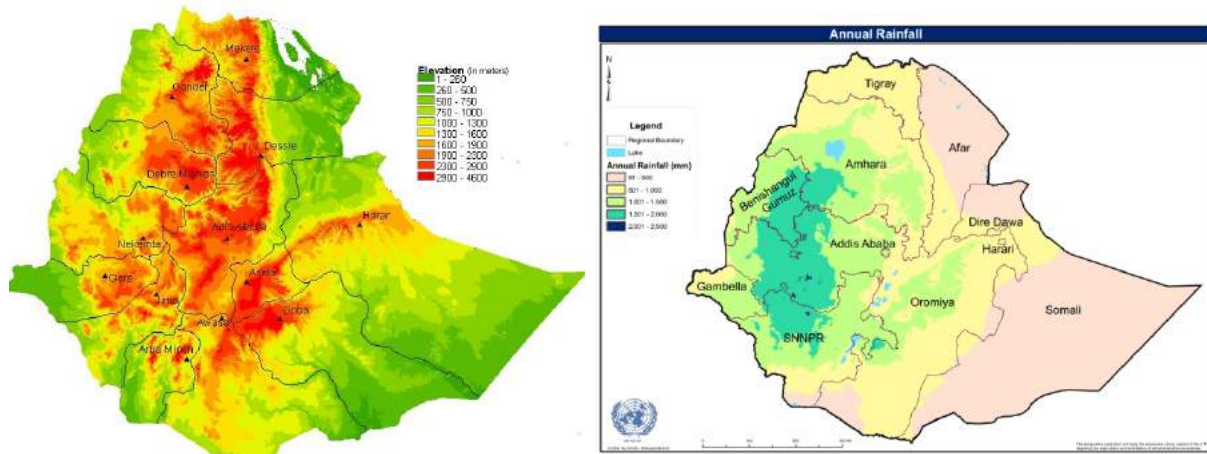 Mekele
Gonder
Dessie
Debre Markos
Nekemte
Addis Ababa
Harar
Gore
Jima
Asela
Goba
Awasa
Arba Minch
Elevation (in meters)
1 - 260
260 - 500
500 - 750
750 - 1000
1000 - 1300
1300 - 1600
1600 - 1900
1900 - 2300
2300 - 2900
2900 - 4600
Annual Rainfall
N
Legend
Regional Boundary
Lake
Annual Rainfall (mm)
501 - 1,000
1,001 - 1,500
1,501 - 2,000
2,001 - 2,500
Tigray
Afar
Amhara
Benishangul
Gumuz
Dire Dawa
Addis Ababa
Harari
Gambella
Oromiya
Somali
SNNPR